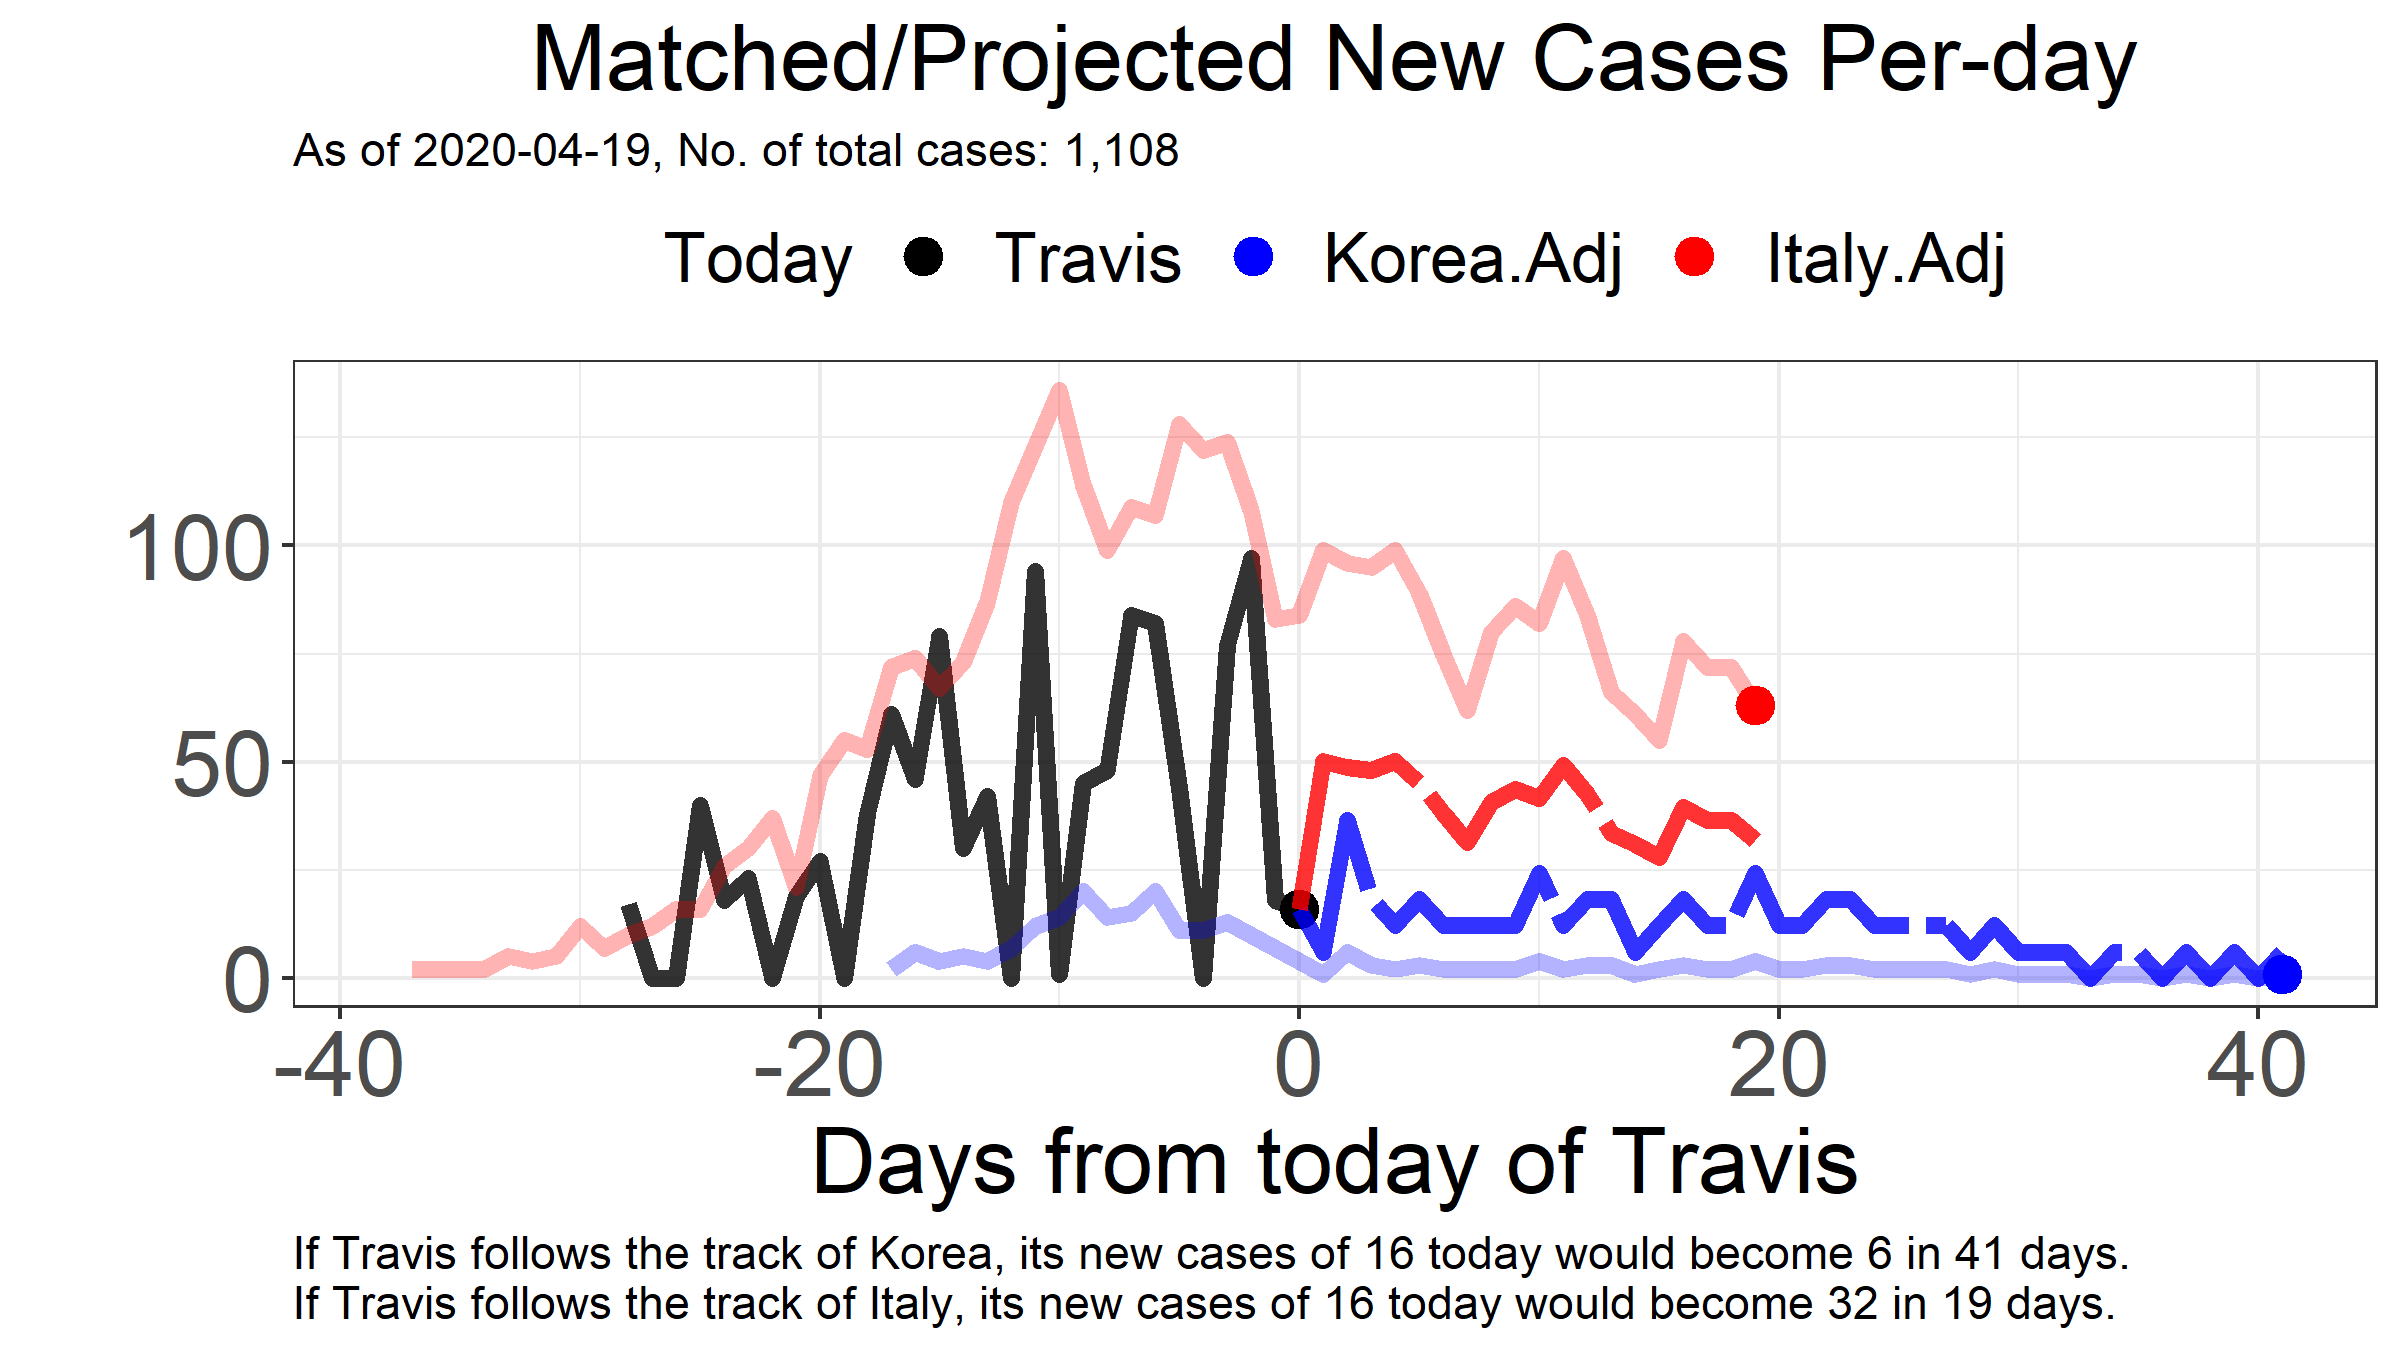 Matched/Projected New Cases Per-day
As of 2020-04-19, No. of total cases: 1,108
Today Travis Korea.Adj Italy.Adj
100
50
0
-40 -20 0 20 40
Days from today of Travis
If Travis follows the track of Korea, its new cases of 16 today would become 6 in 41 days.
If Travis follows the track of Italy, its new cases of 16 today would become 32 in 19 days.